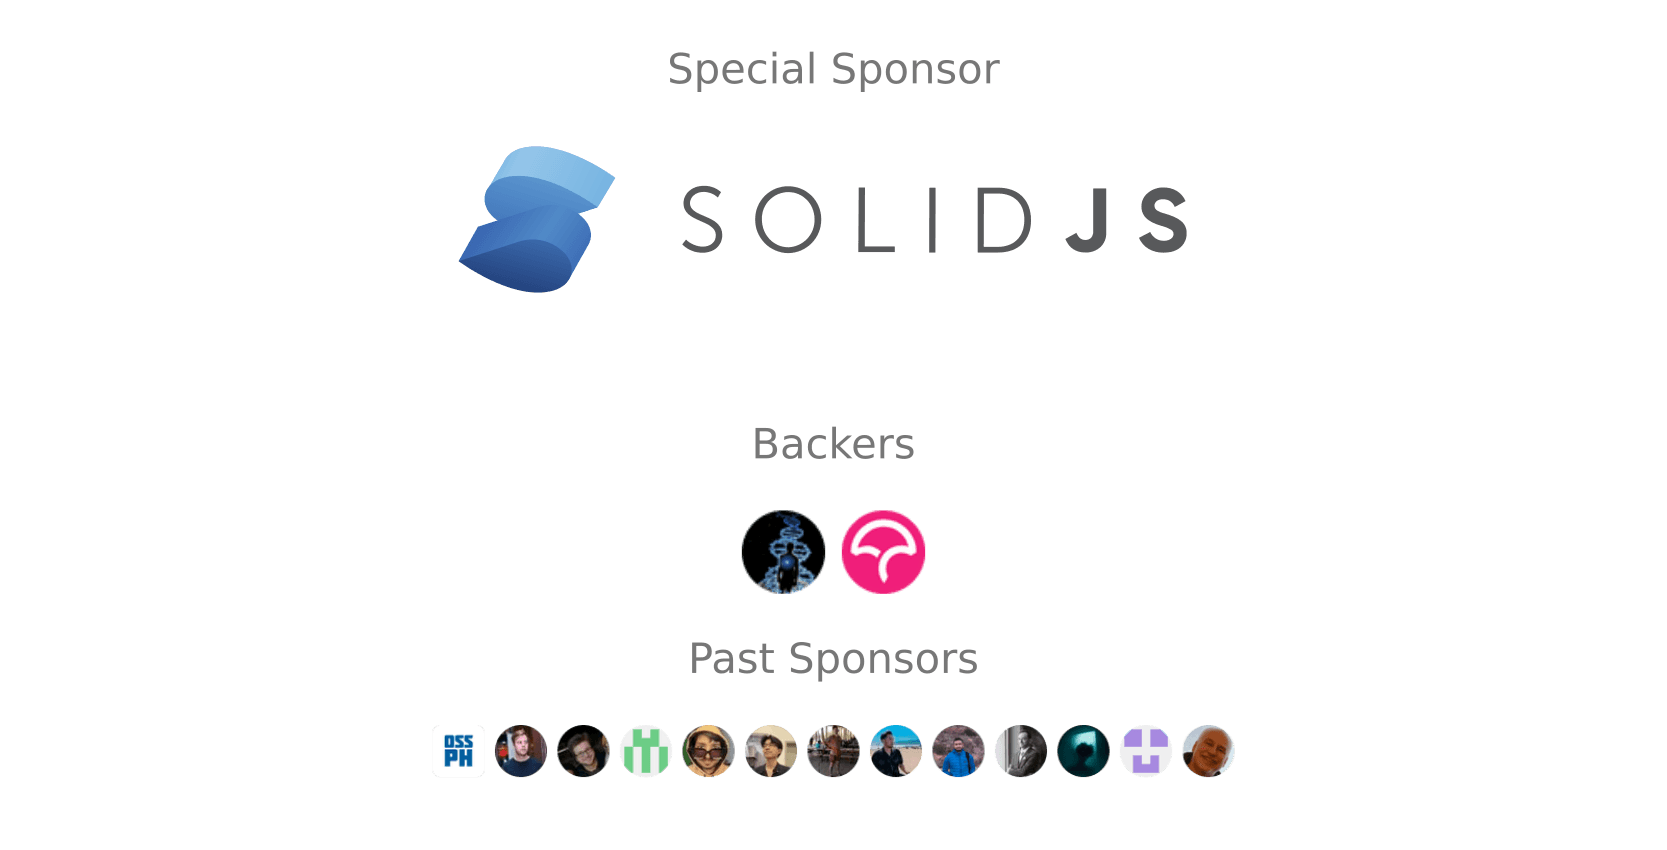 Special Sponsor
SOLIDJS
Backers
Past Sponsors
OSS
PH